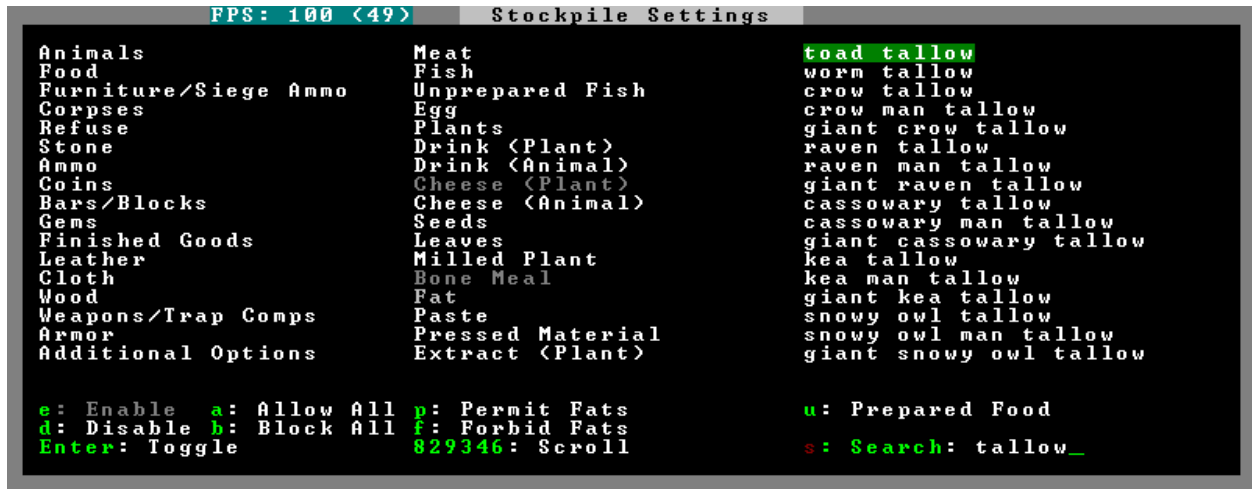 FPS: 100 (49) Stockpile Settings
Animals Meat toad tallow
Food Fish worm tallow
Furniture/Siege Ammo Unprepared Fish crow tallow
Corpses Egg crow man tallow
Refuse Plants giant crow tallow
Stone Drink (Plant) raven tallow
Ammo Drink (Animal) raven man tallow
Coins Cheese (Plant) giant raven tallow
Bars/Blocks Cheese (Animal) cassowary tallow
Gems Seeds cassowary man tallow
Finished Goods Leaves giant cassowary tallow
Leather Milled Plant kea tallow
Cloth Bone Meal kea man tallow
Wood Fat giant kea tallow
Weapons/Trap Comps Paste snowy owl tallow
Armor Pressed Material snowy owl man tallow
Additional Options Extract (Plant) giant snowy owl tallow
e: Enable a: Allow All p: Permit Fats u: Prepared Food
d: Disable b: Block All f: Forbid Fats
Enter: Toggle 829346: Scroll s: Search: tallow_